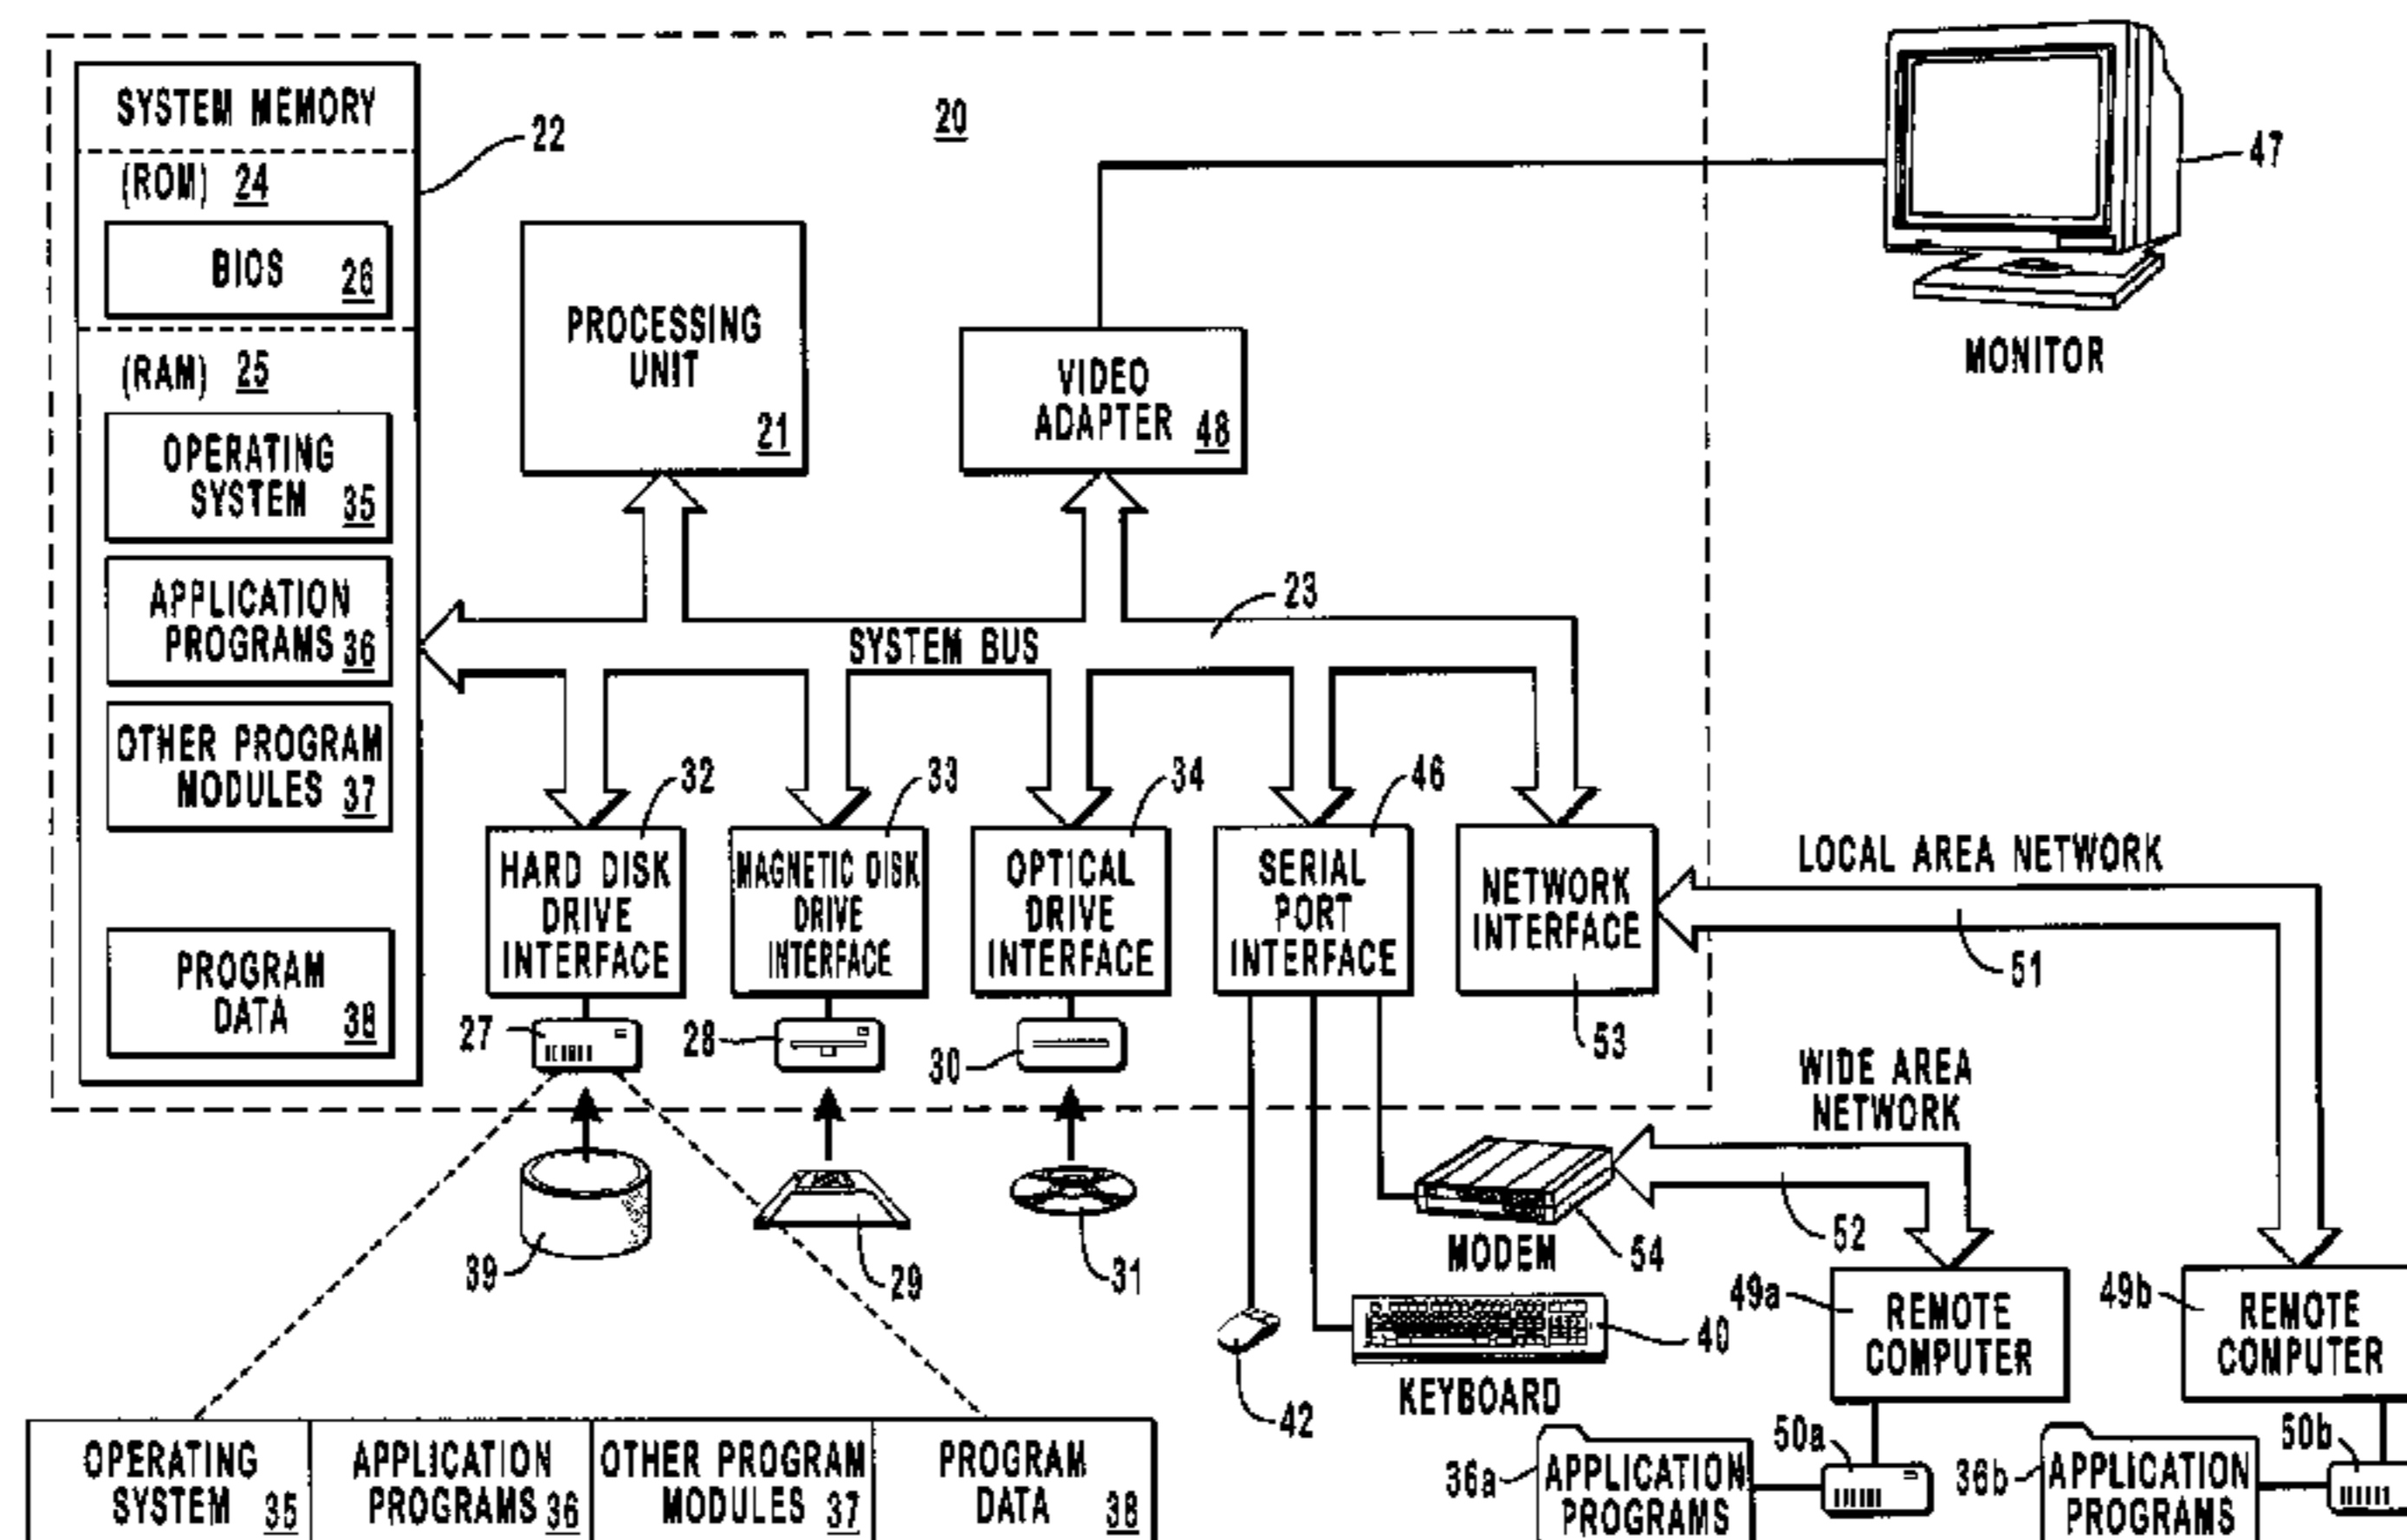 SYSTEM MEMORY
(ROM) 24
BIOS 26
(RAM) 25
OPERATING
SYSTEM 35
APPLICATION
PROGRAMS 36
OTHER PROGRAM
MODULES 37
PROGRAM
DATA 38
22
20
PROCESSING
UNIT
21
VIDEO
ADAPTER 48
47
MONITOR
23
SYSTEM BUS
32
HARD DISK
DRIVE
INTERFACE
33
MAGNETIC DISK
DRIVE
INTERFACE
34
OPTICAL
DRIVE
INTERFACE
46
SERIAL
PORT
INTERFACE
NETWORK
INTERFACE
53
LOCAL AREA NETWORK
51
27
28
30
39
29
31
WIDE AREA
NETWORK
52
MODEM
54
42
40
KEYBOARD
49a
REMOTE
COMPUTER
49b
REMOTE
COMPUTER
OPERATING
SYSTEM 35
APPLICATION
PROGRAMS 36
OTHER PROGRAM
MODULES 37
PROGRAM
DATA 38
36a
APPLICATION
PROGRAMS
50a
36b
APPLICATION
PROGRAMS
50b